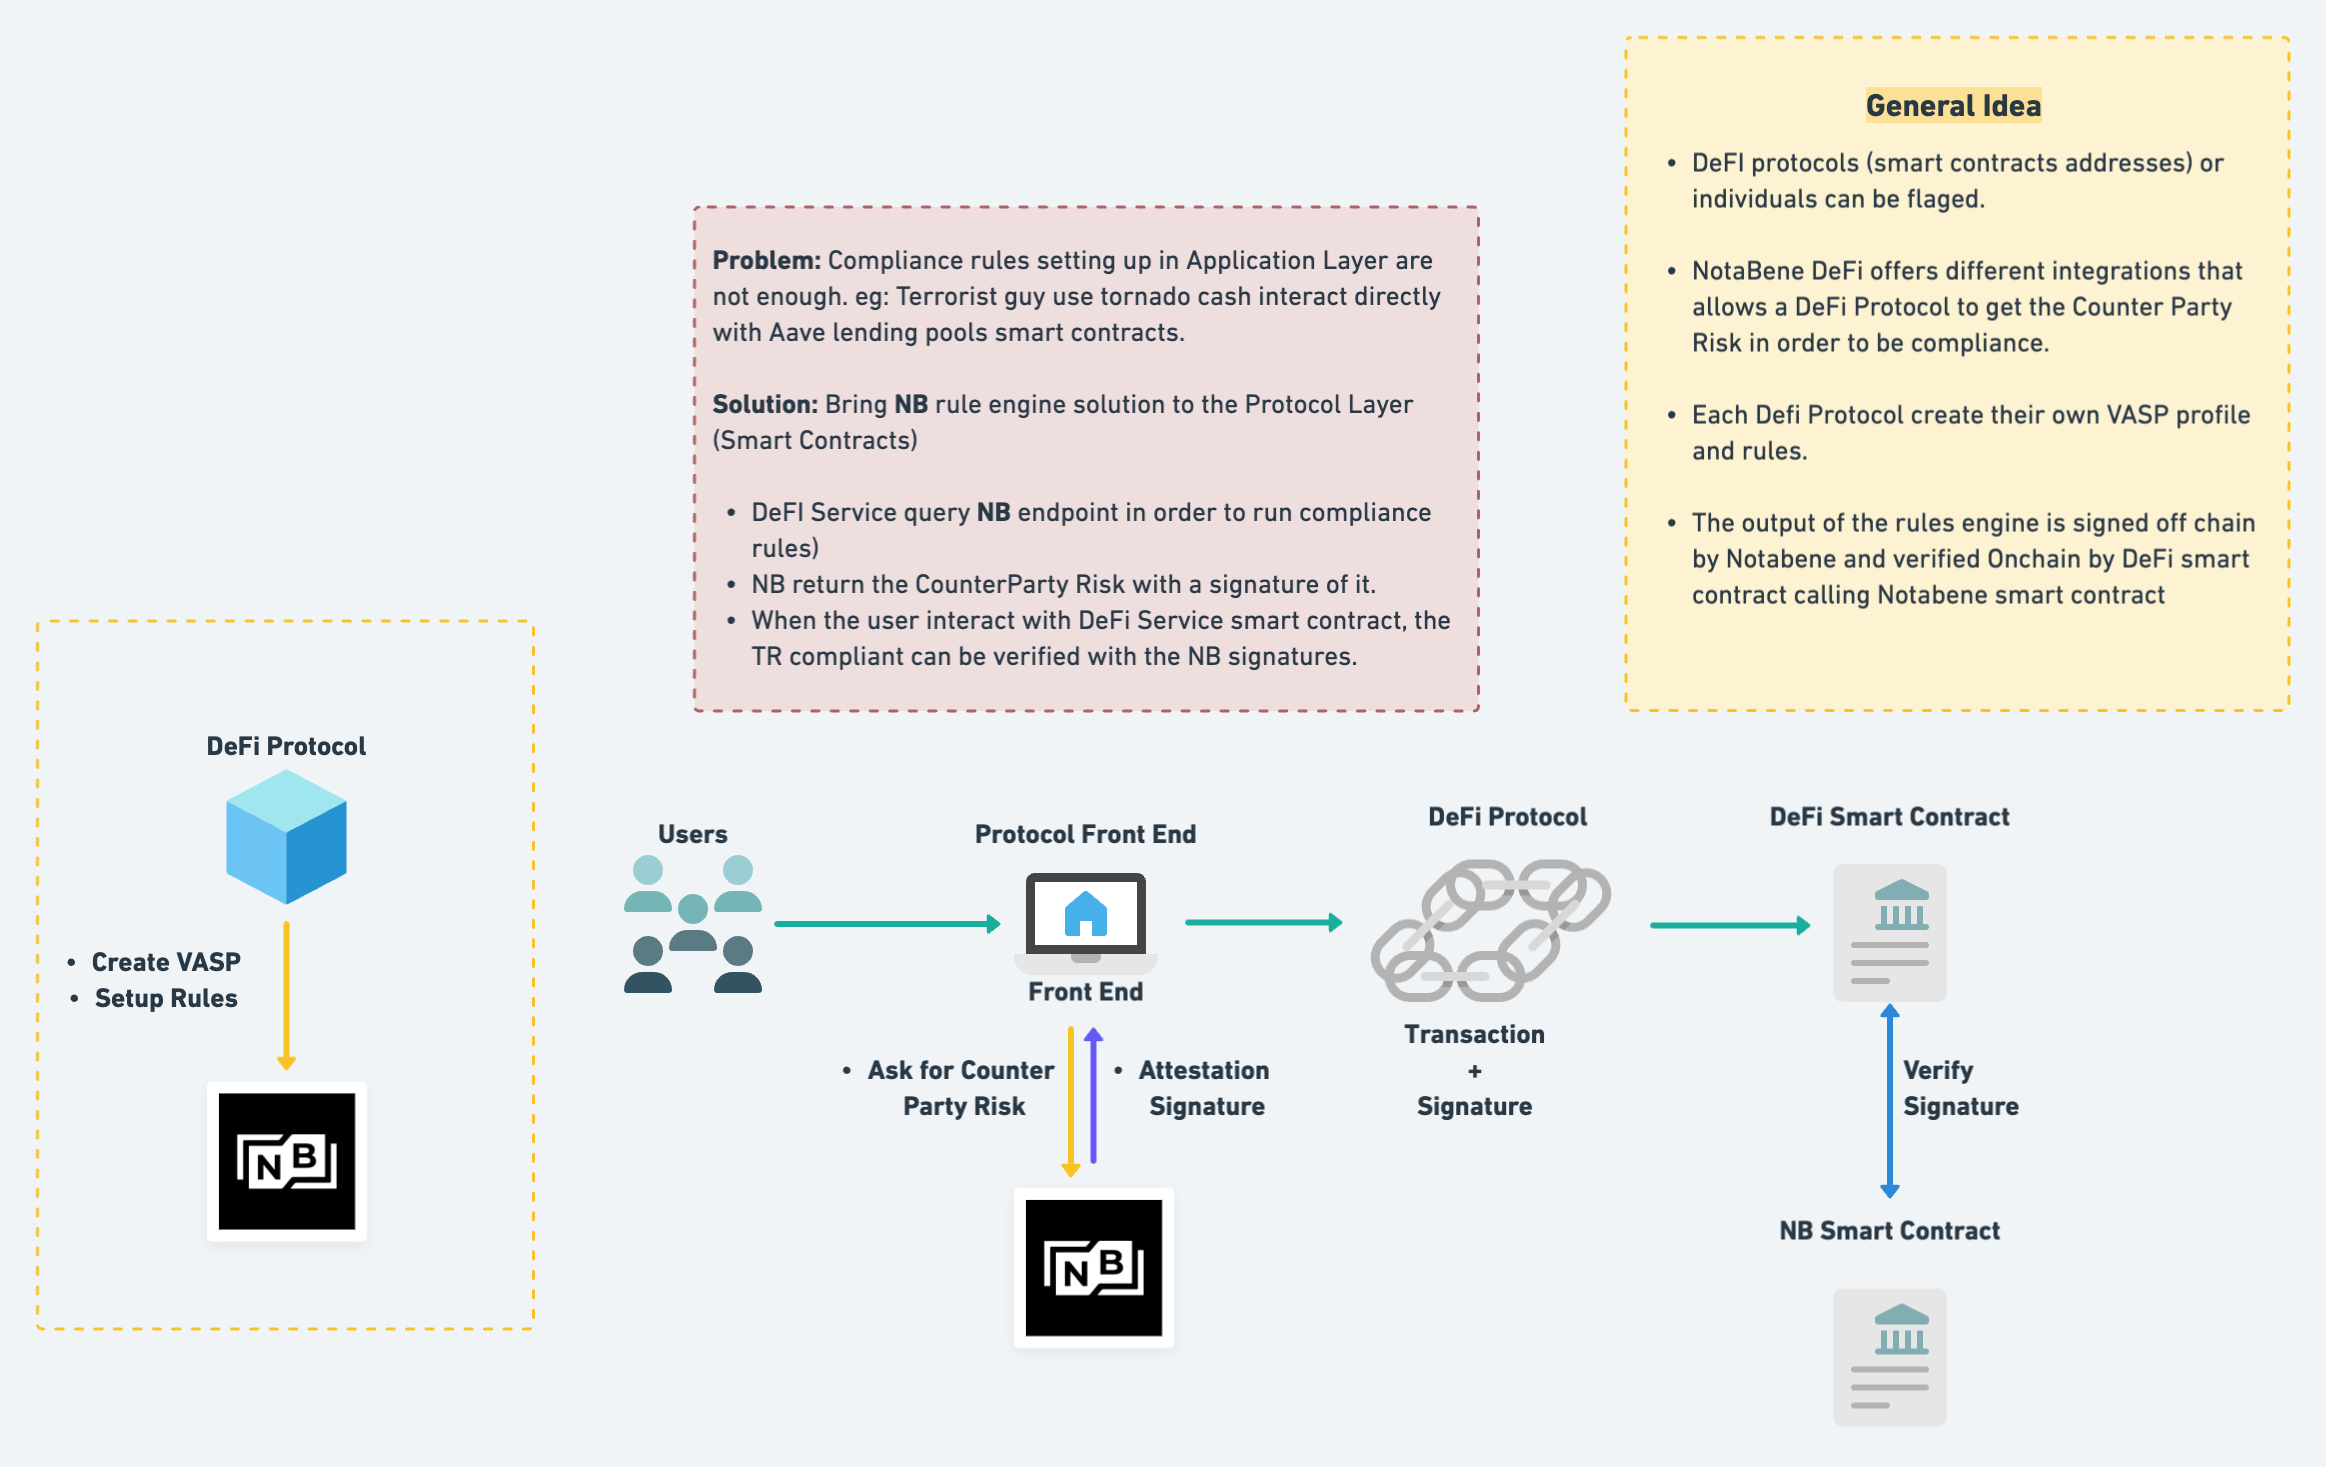 General Idea
• DeFI protocols (smart contracts addresses) or
individuals can be flaged.
• NotaBene DeFi offers different integrations that
allows a DeFi Protocol to get the Counter Party
Risk in order to be compliance.
• Each Defi Protocol create their own VASP profile
and rules.
• The output of the rules engine is signed off chain
by Notabene and verified Onchain by DeFi smart
contract calling Notabene smart contract
Problem: Compliance rules setting up in Application Layer are
not enough. eg: Terrorist guy use tornado cash interact directly
with Aave lending pools smart contracts.
Solution: Bring NB rule engine solution to the Protocol Layer
(Smart Contracts)
• DeFI Service query NB endpoint in order to run compliance
rules)
• NB return the CounterParty Risk with a signature of it.
• When the user interact with DeFi Service smart contract, the
TR compliant can be verified with the NB signatures.
DeFi Protocol
• Create VASP
• Setup Rules
NB
Users
Protocol Front End
Front End
• Ask for Counter
Party Risk
• Attestation
Signature
NB
DeFi Protocol
Transaction
+
Signature
DeFi Smart Contract
Verify
Signature
NB Smart Contract